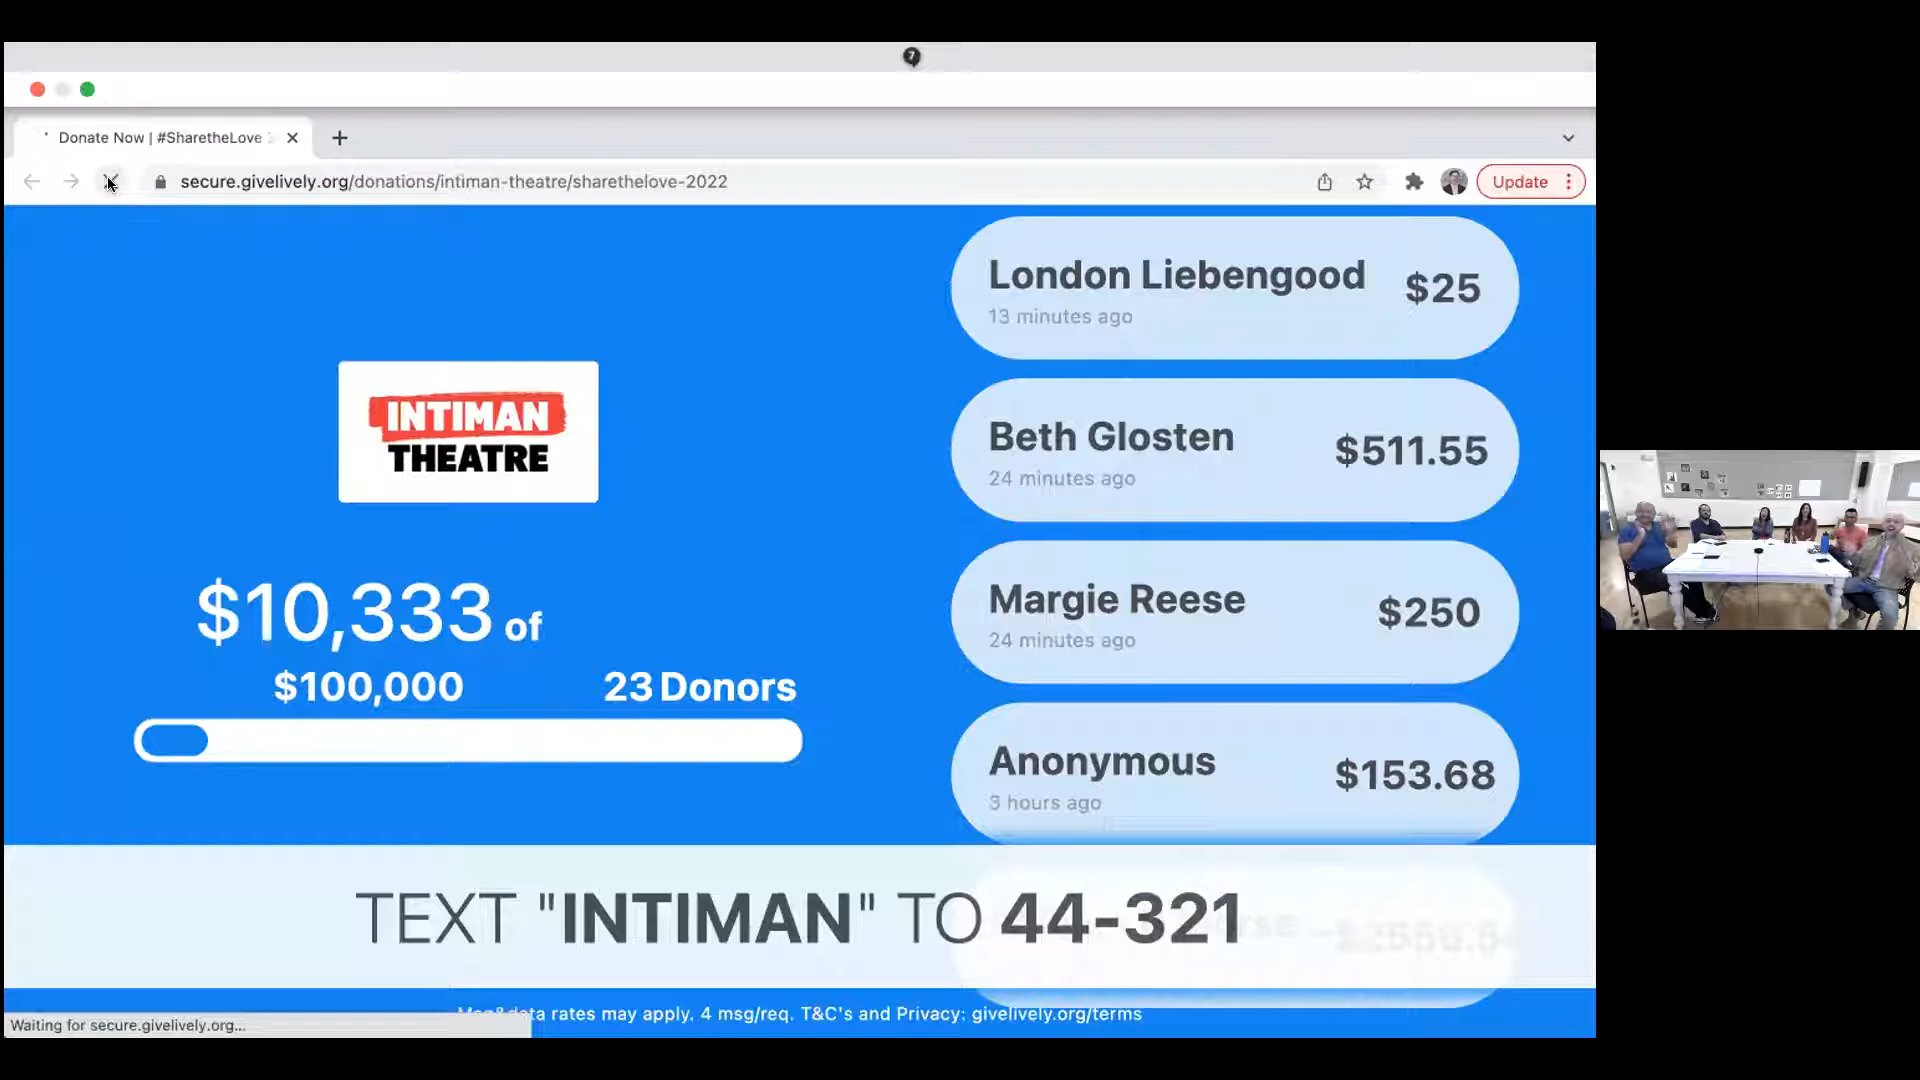 7
Donate Now | #SharetheLove
secure.givelively.org/donations/intiman-theatre/sharethelove-2022
Update
INTIMAN
THEATRE
$10,333 of
$100,000
23 Donors
London Liebengood
$25
13 minutes ago
Beth Glosten
$511.55
24 minutes ago
Margie Reese
$250
24 minutes ago
Anonymous
$153.68
3 hours ago
TEXT "INTIMAN" TO 44-321
rates may apply. 4 msg/req. T&C's and Privacy: givelively.org/terms
Waiting for secure.givelively.org...